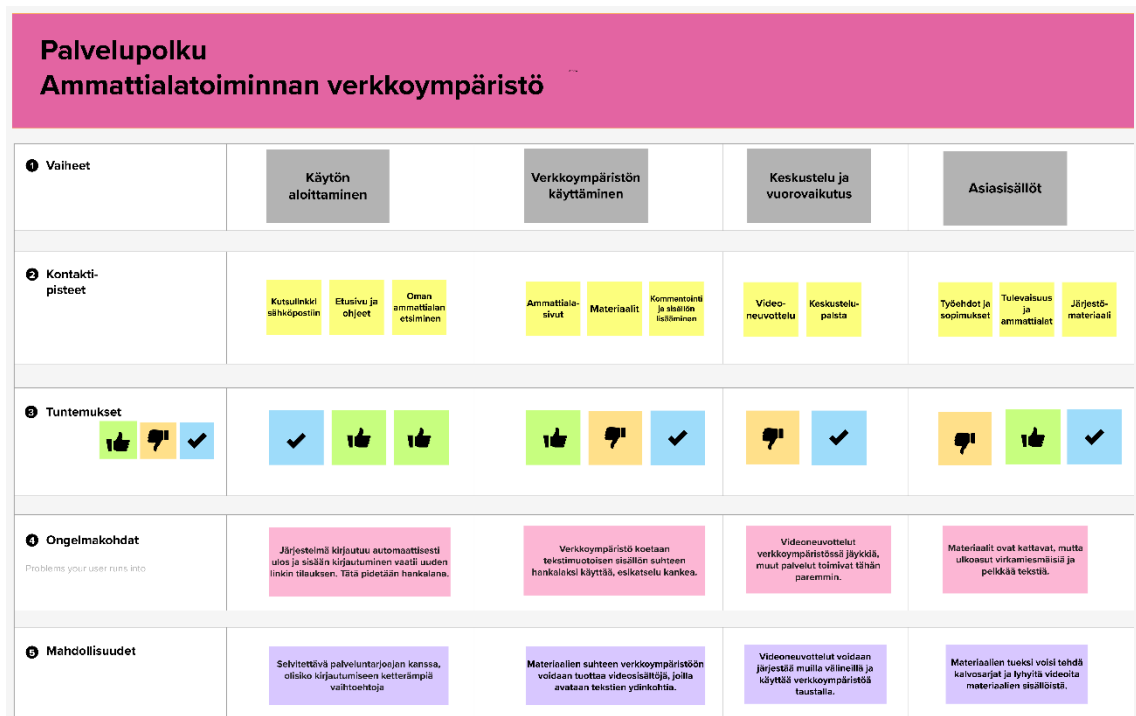 Palvelupolku
Ammattialatoiminnan verkkoympäristö
1 Vaiheet
Käytön
aloittaminen
Verkkoympäristön
käyttäminen
Keskustelu ja
vuorovaikutus
Asiasisällöt
2 Kontakti-
pisteet
Kutsulinkki
sähköpostiin
Etusivu ja
ohjeet
Oman
ammattialan
etsiminen
Ammattiala-
sivut
Materiaalit
Kommentointi
ja sisällön
lisääminen
Video-
neuvottelu
Keskustelu-
palsta
Työehdot ja
sopimukset
Tulevaisuus
ja
ammattialat
Järjestö-
materiaali
3 Tuntemukset
4 Ongelmakohdat
Problems your user runs into
Järjestelmä kirjautuu automaattisesti
ulos ja sisään kirjautuminen vaatii uuden
linkin tilauksen. Tätä pidetään hankalana.
Verkkoympäristö koetaan
tekstimuotoisen sisällön suhteen
hankalaksi käyttää, esikatselu kankea.
Videoneuvottelut
verkkoympäristössä jäykkiä,
muut palvelut toimivat tähän
paremmin.
Materiaalit ovat kattavat, mutta
ulkoasut virkamiesmäisiä ja
pelkkää tekstiä.
5 Mahdollisuudet
Selvitettävä palveluntarjoajan kanssa,
olisiko kirjautumiseen ketterämpiä
vaihtoehtoja
Materiaalien suhteen verkkoympäristöön
voidaan tuottaa videosisältöjä, joilla
avataan tekstien ydinkohtia.
Videoneuvottelut voidaan
järjestää muilla välineillä ja
käyttää verkkoympäristöä
taustalla.
Materiaalien tueksi voisi tehdä
kalvosarjat ja lyhyitä videoita
materiaalien sisällöistä.